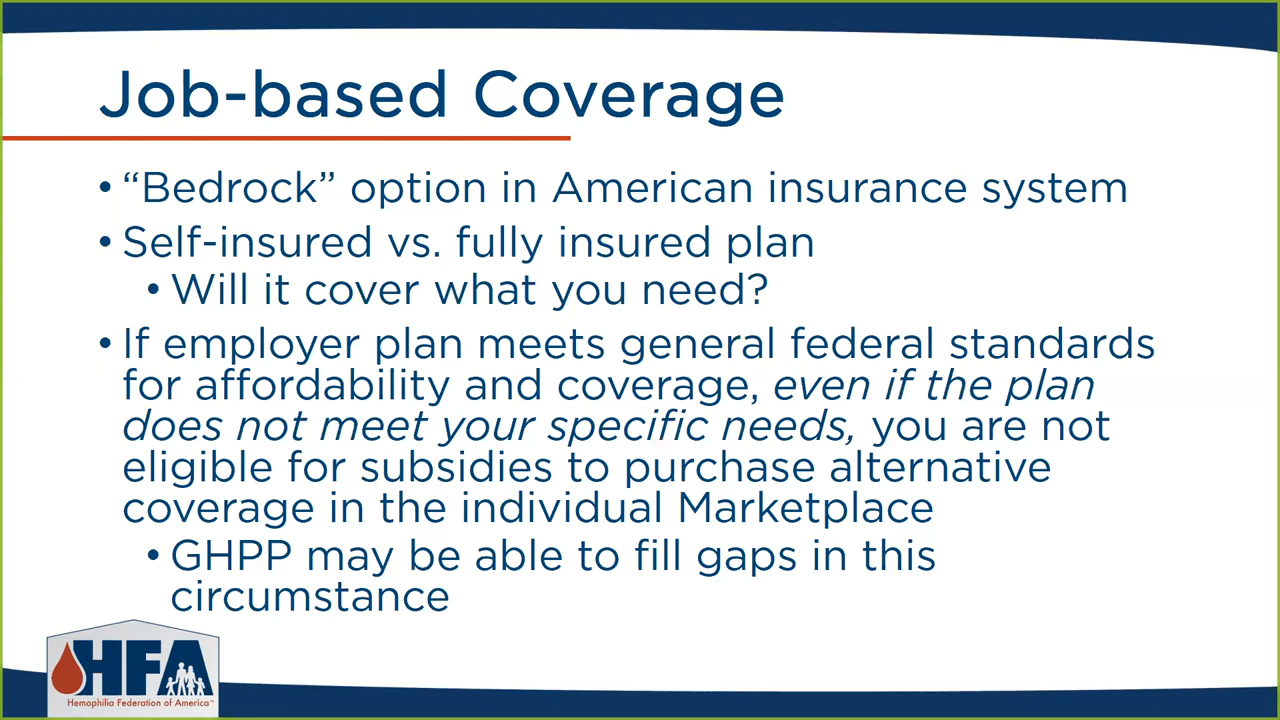 Job-based Coverage
• “Bedrock” option in American insurance system
• Self-insured vs. fully insured plan
• Will it cover what you need?
• If employer plan meets general federal standards
for affordability and coverage, even if the plan
does not meet your specific needs, you are not
eligible for subsidies to purchase alternative
coverage in the individual Marketplace
• GHPP may be able to fill gaps in this
circumstance
HFA
Hemophilia Federation of America™